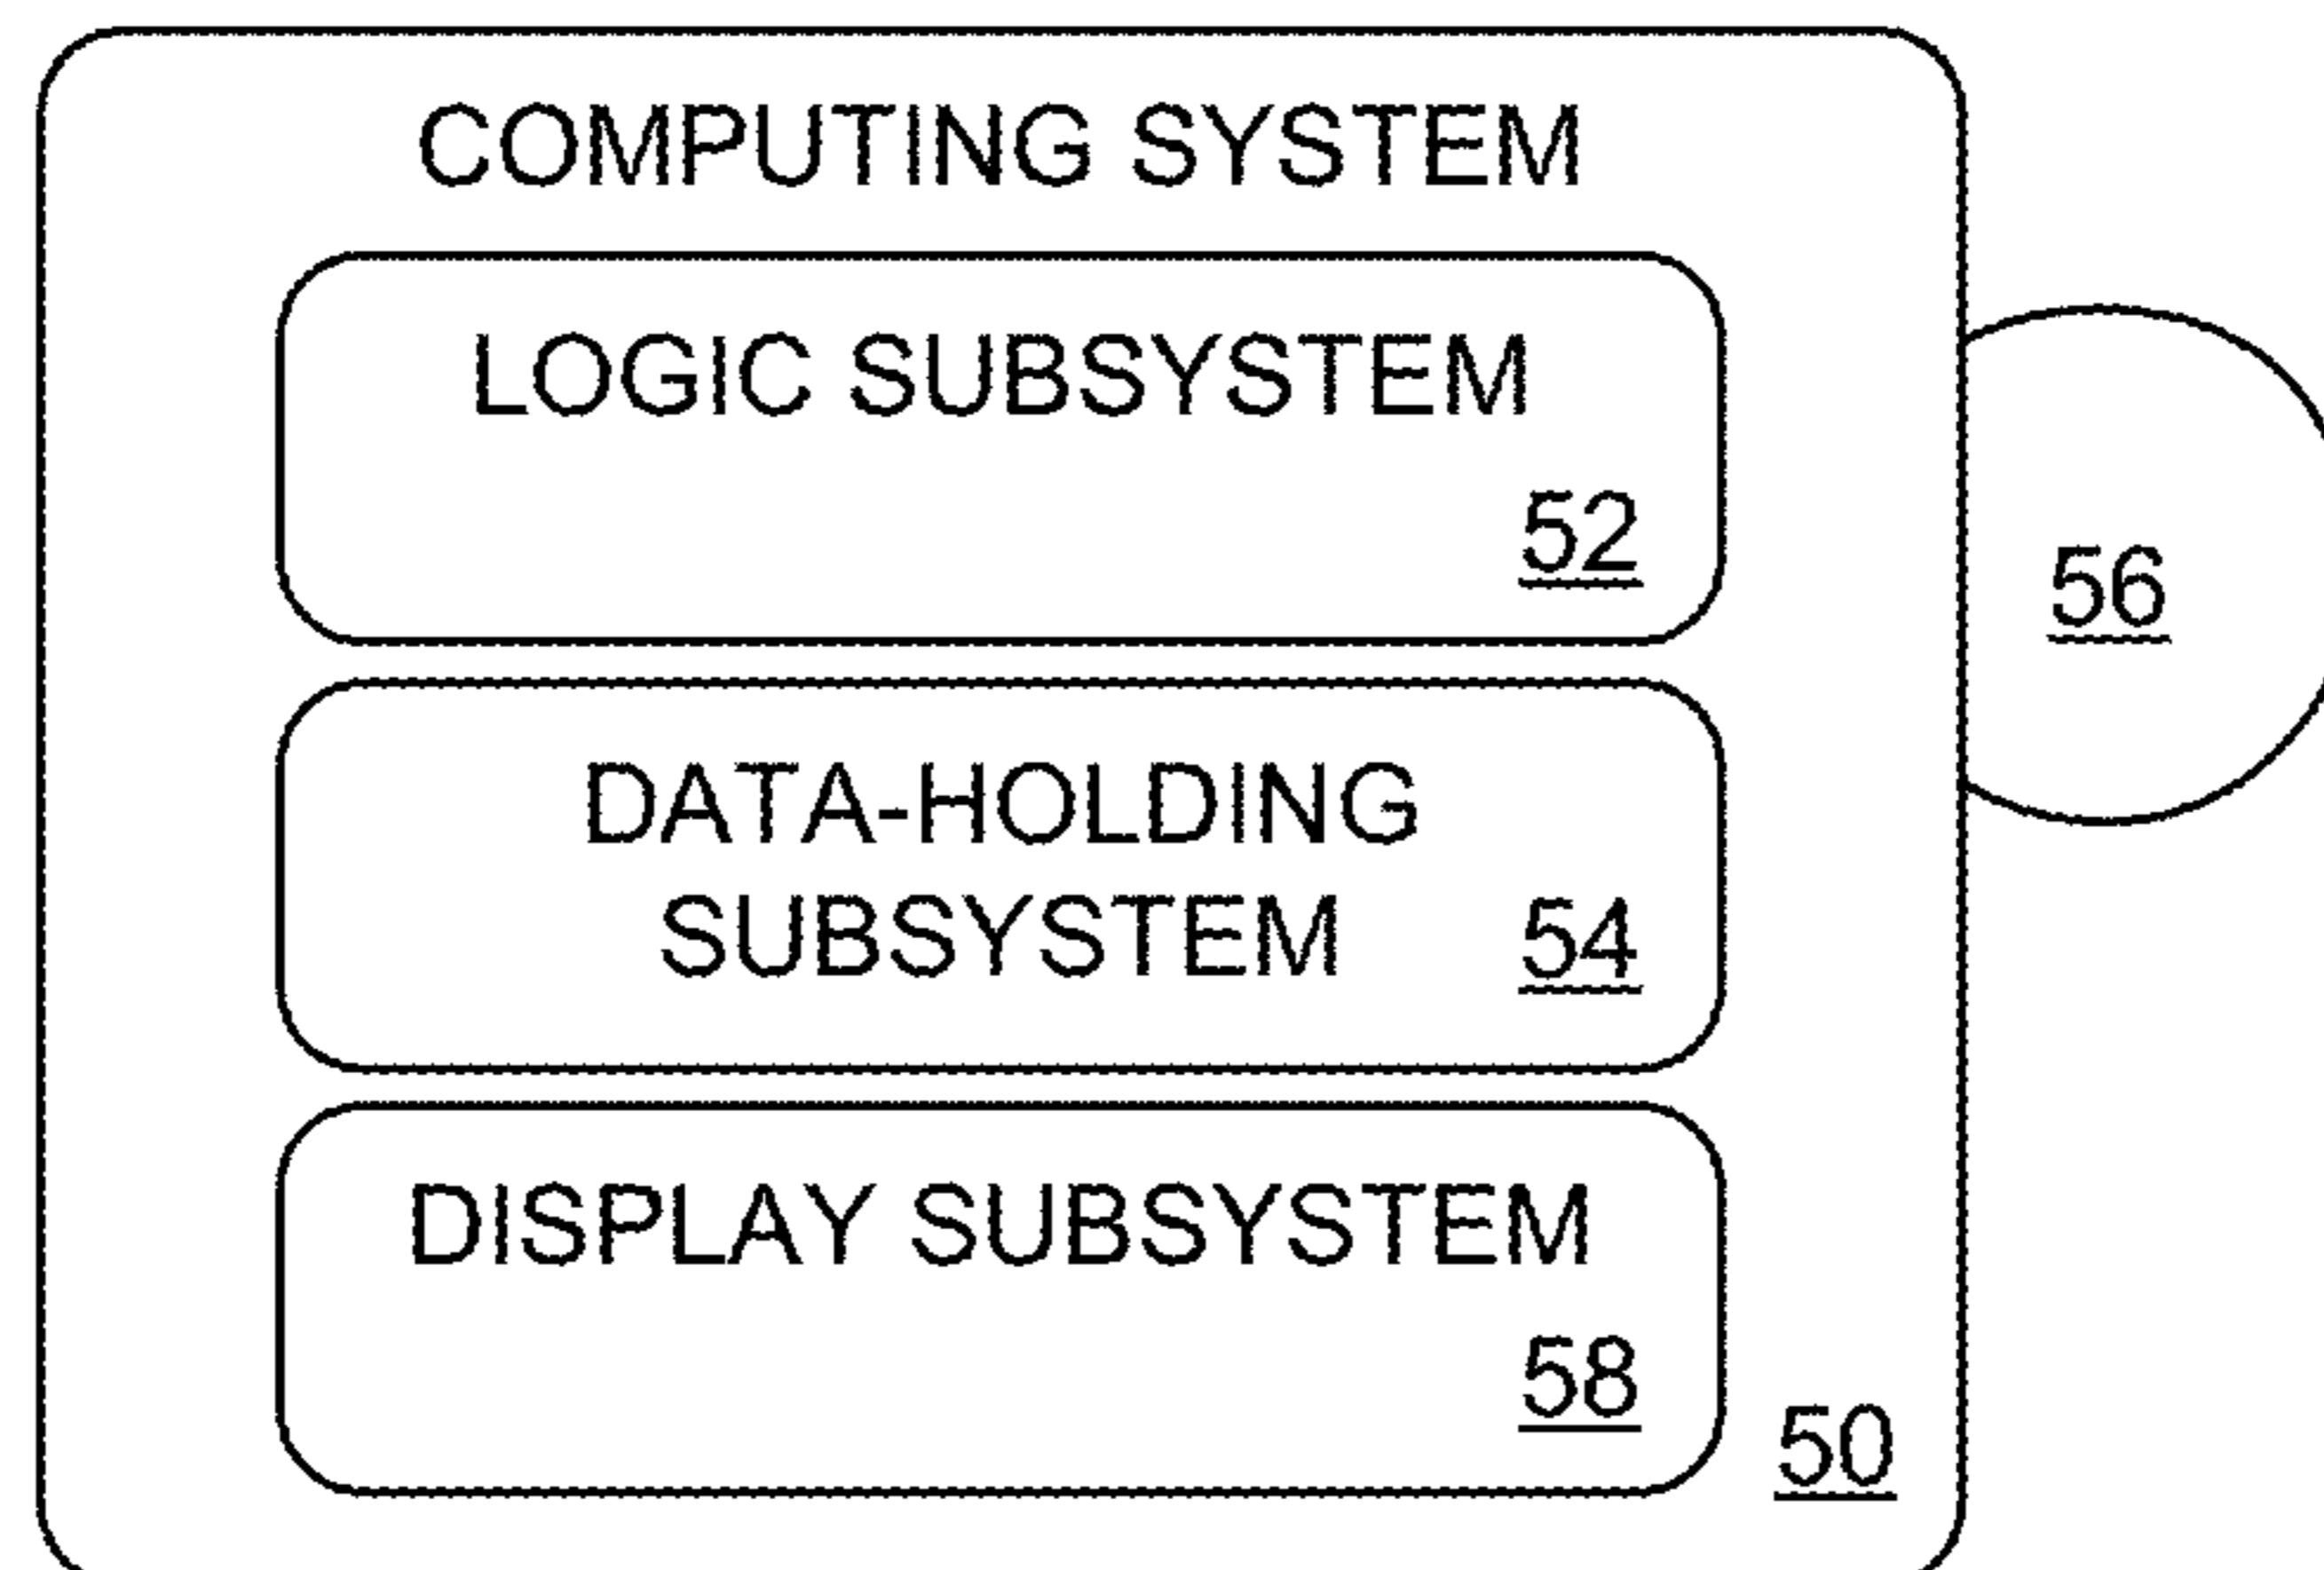 COMPUTING SYSTEM
LOGIC SUBSYSTEM
52
56
DATA-HOLDING
SUBSYSTEM 54
DISPLAY SUBSYSTEM
58
50